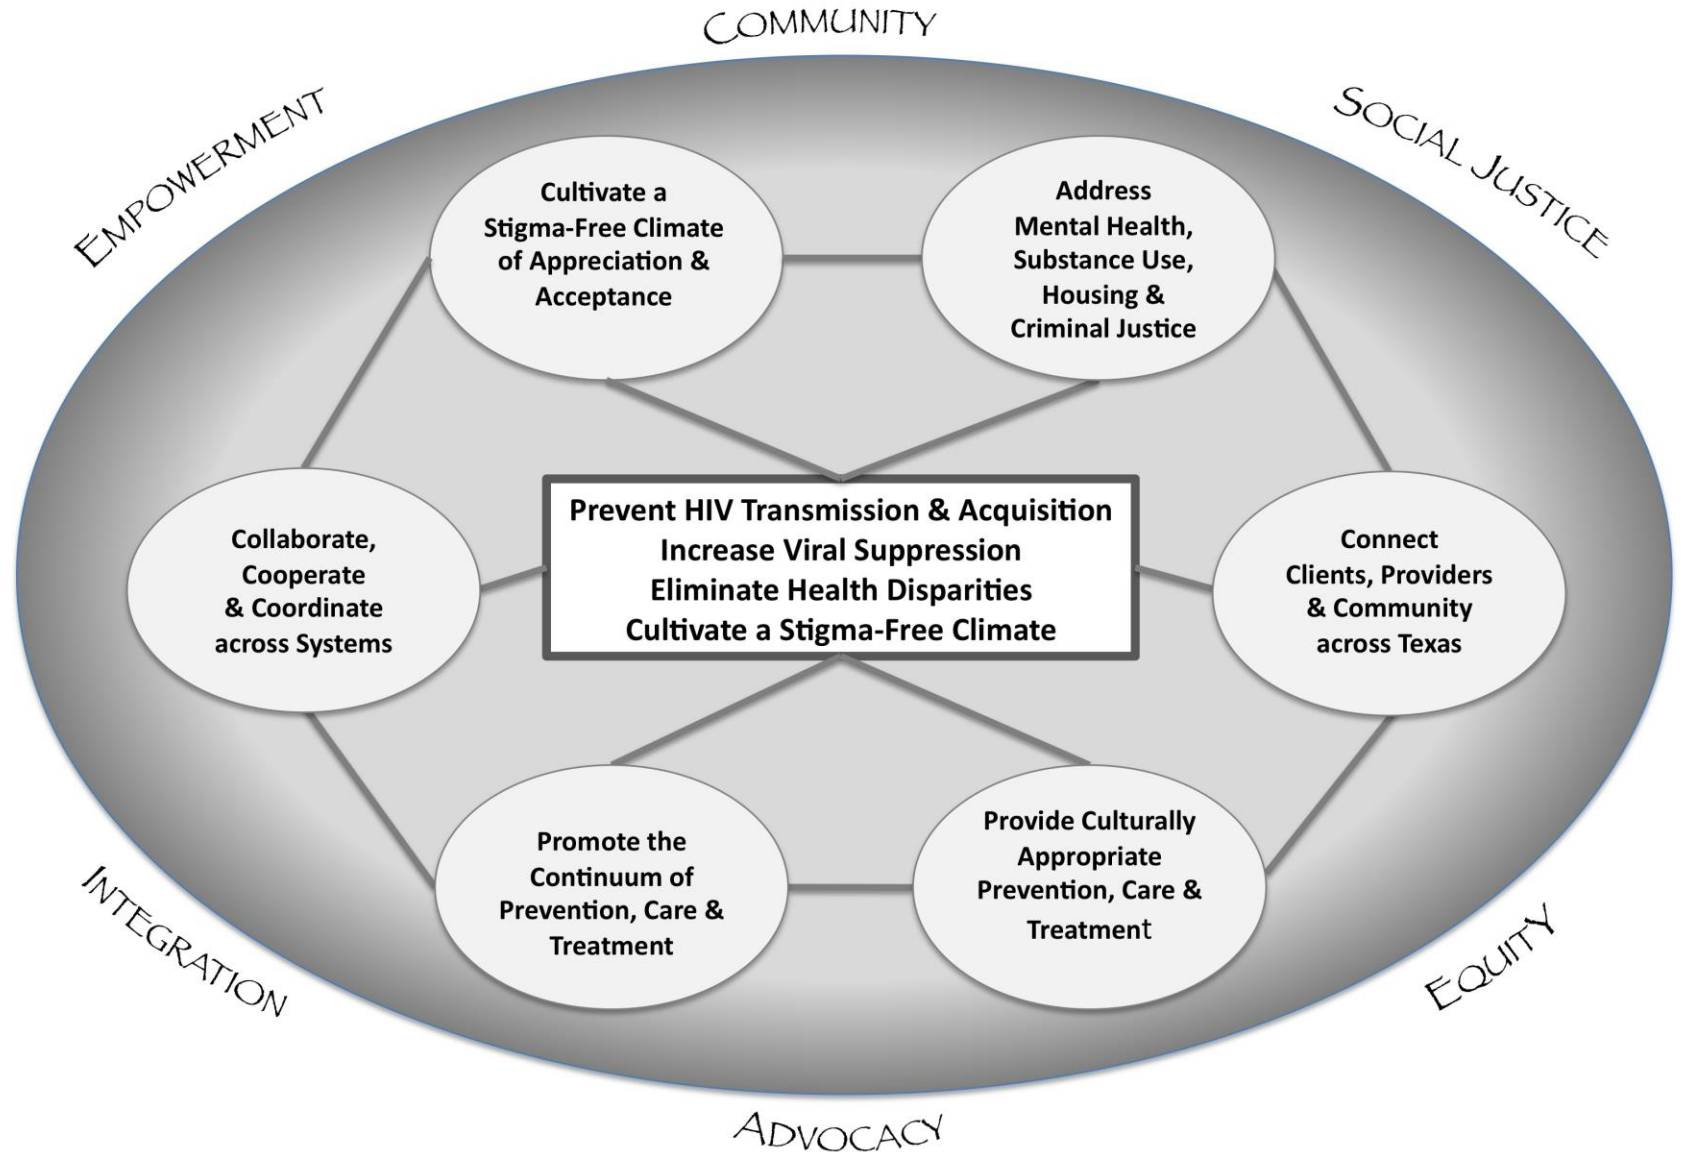 COMMUNITY
EMPOWERMENT
SOCIAL JUSTICE
Cultivate a
Stigma-Free Climate
of Appreciation &
Acceptance
Address
Mental Health,
Substance Use,
Housing &
Criminal Justice
Collaborate,
Cooperate
& Coordinate
across Systems
Prevent HIV Transmission & Acquisition
Increase Viral Suppression
Eliminate Health Disparities
Cultivate a Stigma-Free Climate
Connect
Clients, Providers
& Community
across Texas
Promote the
Continuum of
Prevention, Care &
Treatment
Provide Culturally
Appropriate
Prevention, Care &
Treatment
INTEGRATION
EQUITY
ADVOCACY